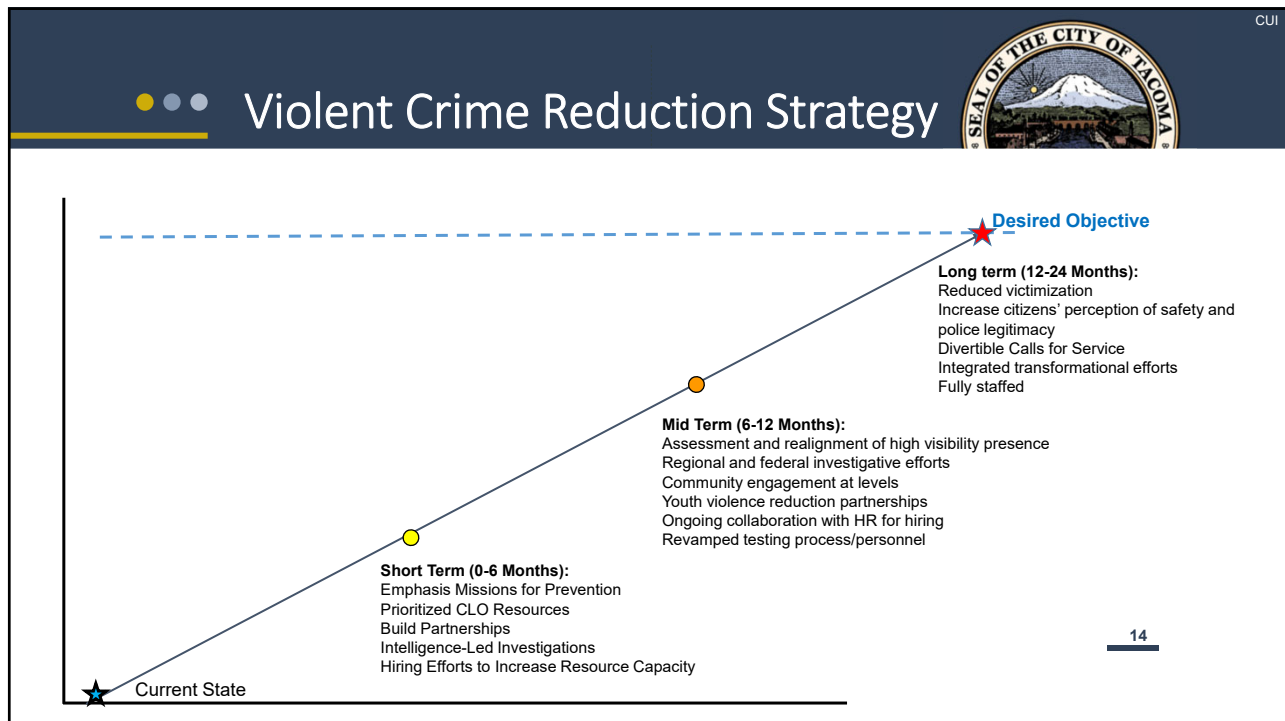 CUI
Violent Crime Reduction Strategy
SEAL OF THE CITY OF TACOMA
Desired Objective
Long term (12-24 Months):
Reduced victimization
Increase citizens’ perception of safety and
police legitimacy
Divertible Calls for Service
Integrated transformational efforts
Fully staffed
Mid Term (6-12 Months):
Assessment and realignment of high visibility presence
Regional and federal investigative efforts
Community engagement at levels
Youth violence reduction partnerships
Ongoing collaboration with HR for hiring
Revamped testing process/personnel
Short Term (0-6 Months):
Emphasis Missions for Prevention
Prioritized CLO Resources
Build Partnerships
Intelligence-Led Investigations
Hiring Efforts to Increase Resource Capacity
14
Current State